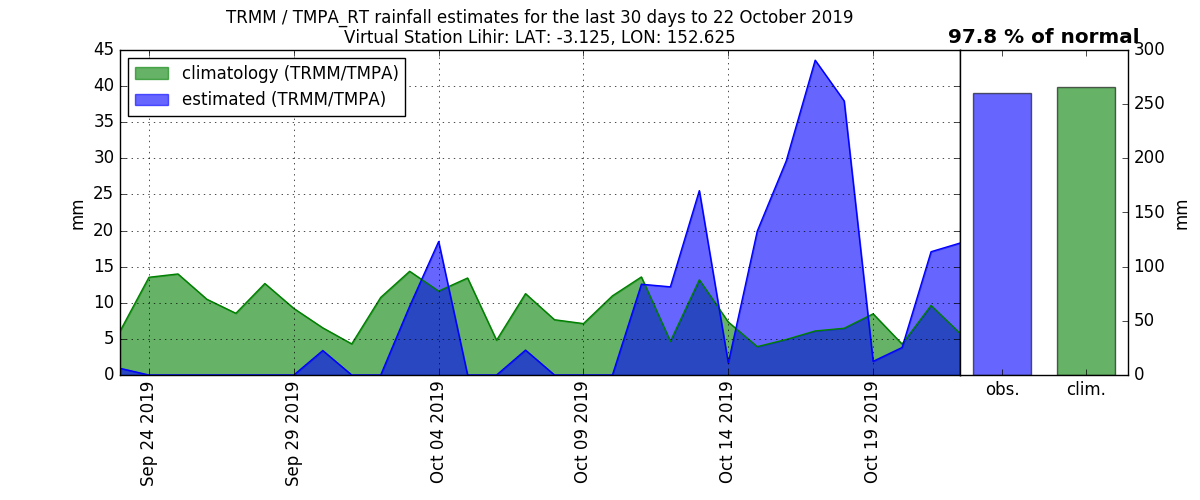 TRMM / TMPA_RT rainfall estimates for the last 30 days to 22 October 2019
Virtual Station Lihir: LAT: -3.125, LON: 152.625
97.8 % of normal
climatology (TRMM/TMPA)
estimated (TRMM/TMPA)
mm
45
40
35
30
25
20
15
10
5
0
Sep 24 2019
Sep 29 2019
Oct 04 2019
Oct 09 2019
Oct 14 2019
Oct 19 2019
obs.
clim.
300
250
200
150
100
50
0
mm